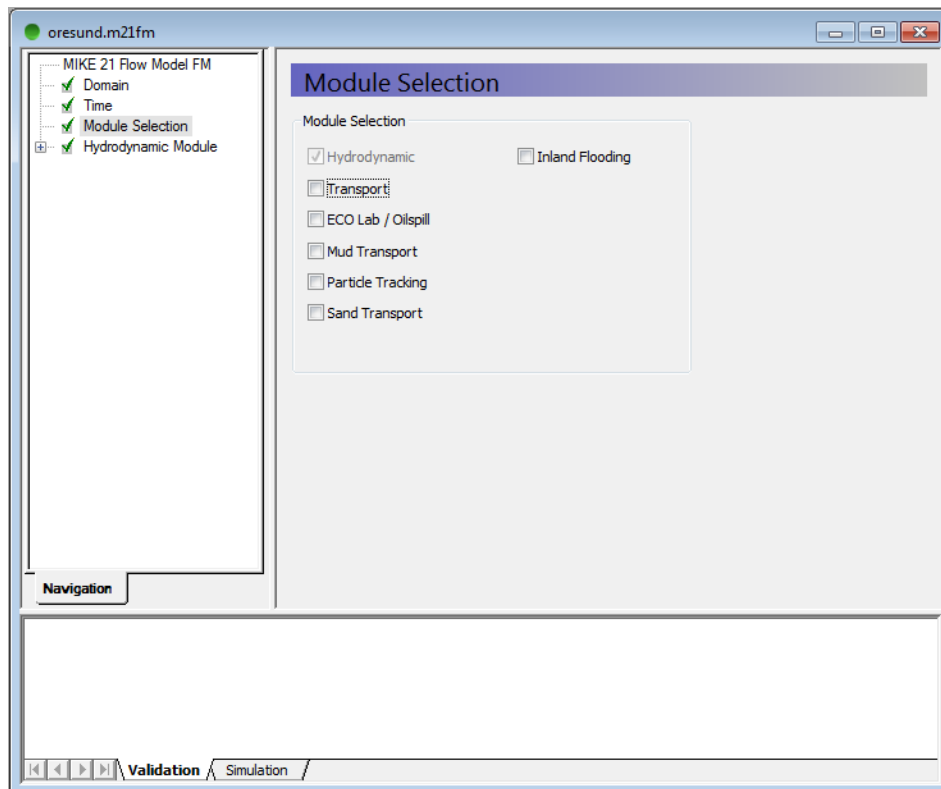 oresund.m21fm
MIKE 21 Flow Model FM
Domain
Time
Module Selection
Hydrodynamic Module
Navigation
Module Selection
Module Selection
Hydrodynamic
Inland Flooding
Transport
ECO Lab / Oilspill
Mud Transport
Particle Tracking
Sand Transport
Validation
Simulation